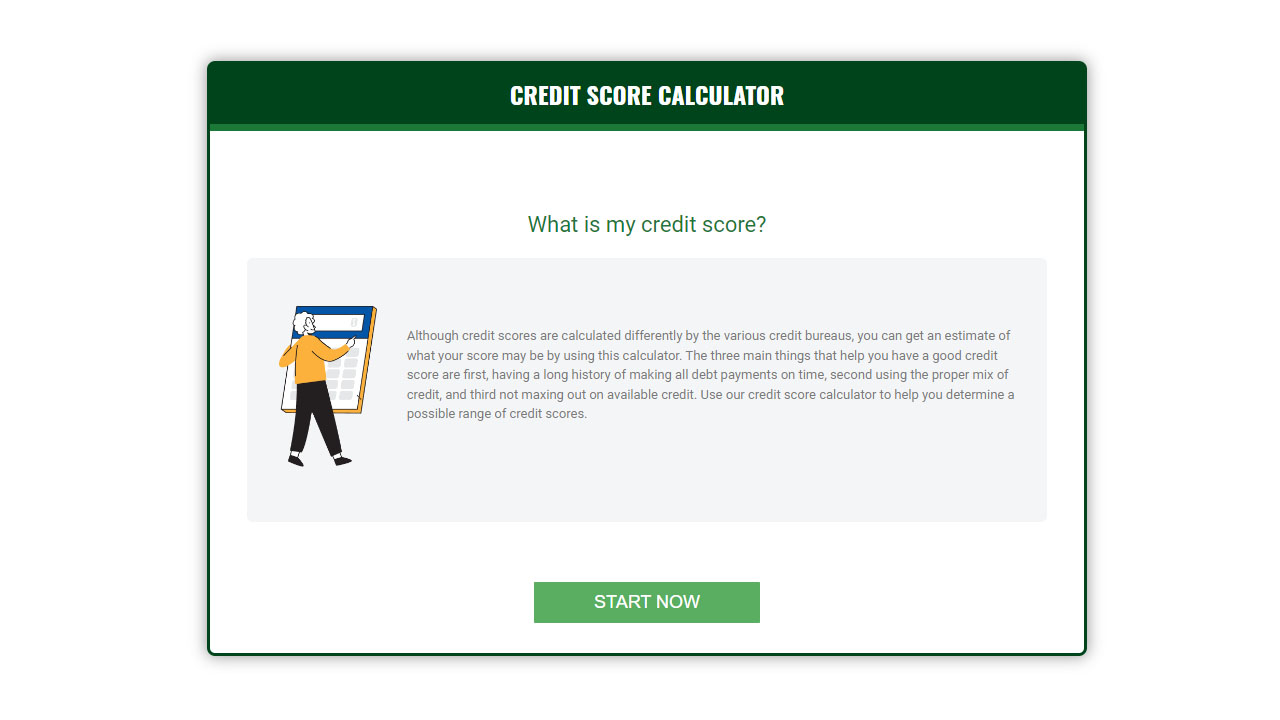 CREDIT SCORE CALCULATOR
What is my credit score?
Although credit scores are calculated differently by the various credit bureaus, you can get an estimate of
what your score may be by using this calculator. The three main things that help you have a good credit
score are first, having a long history of making all debt payments on time, second using the proper mix of
credit, and third not maxing out on available credit. Use our credit score calculator to help you determine a
possible range of credit scores.
START NOW